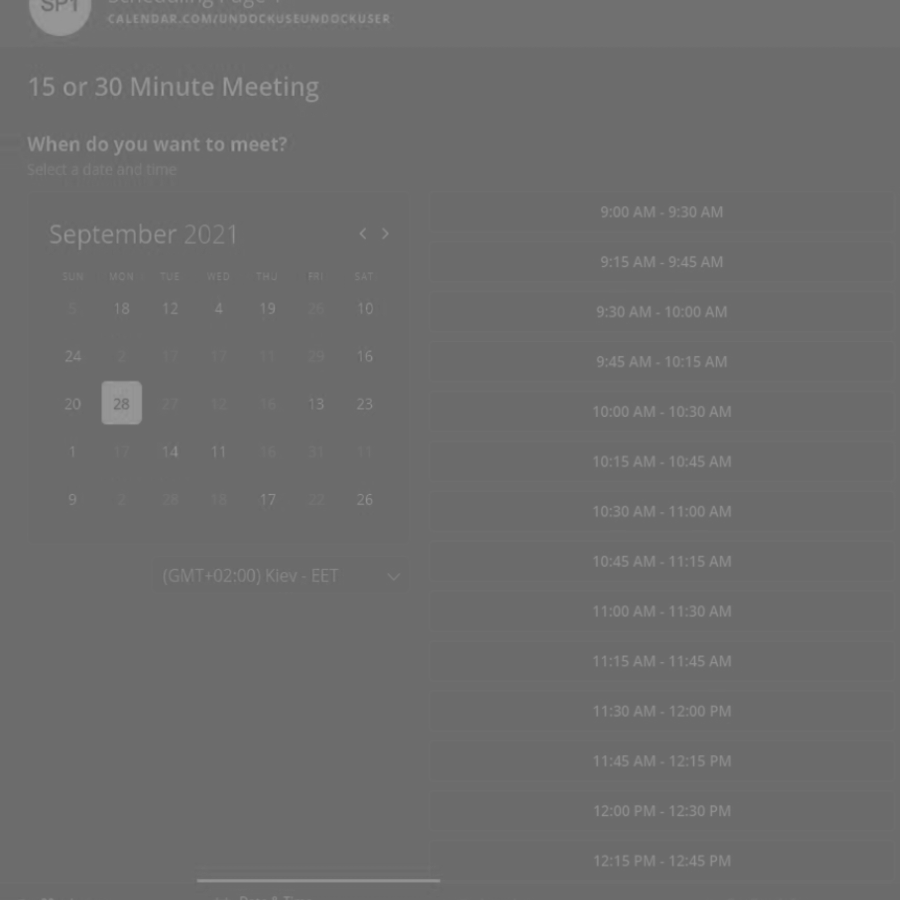 SP1
Scheduling Page 1
CALENDAR.COM/UNDOCKUSEUNDOCKUSER
15 or 30 Minute Meeting
When do you want to meet?
Select a date and time
September 2021
SUN MON TUE WED THU FRI SAT
5 18 12 4 19 26 10
24 2 17 17 11 29 16
20 28 27 12 16 13 23
1 17 14 11 16 31 11
9 2 28 18 17 22 26
(GMT+02:00) Kiev - EET
9:00 AM - 9:30 AM
9:15 AM - 9:45 AM
9:30 AM - 10:00 AM
9:45 AM - 10:15 AM
10:00 AM - 10:30 AM
10:15 AM - 10:45 AM
10:30 AM - 11:00 AM
10:45 AM - 11:15 AM
11:00 AM - 11:30 AM
11:15 AM - 11:45 AM
11:30 AM - 12:00 PM
11:45 AM - 12:15 PM
12:00 PM - 12:30 PM
12:15 PM - 12:45 PM